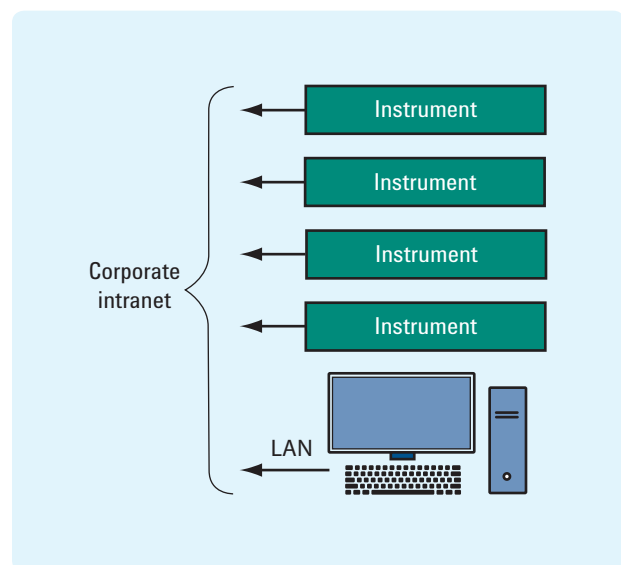 Instrument
Instrument
Instrument
Corporate
intranet
Instrument
LAN